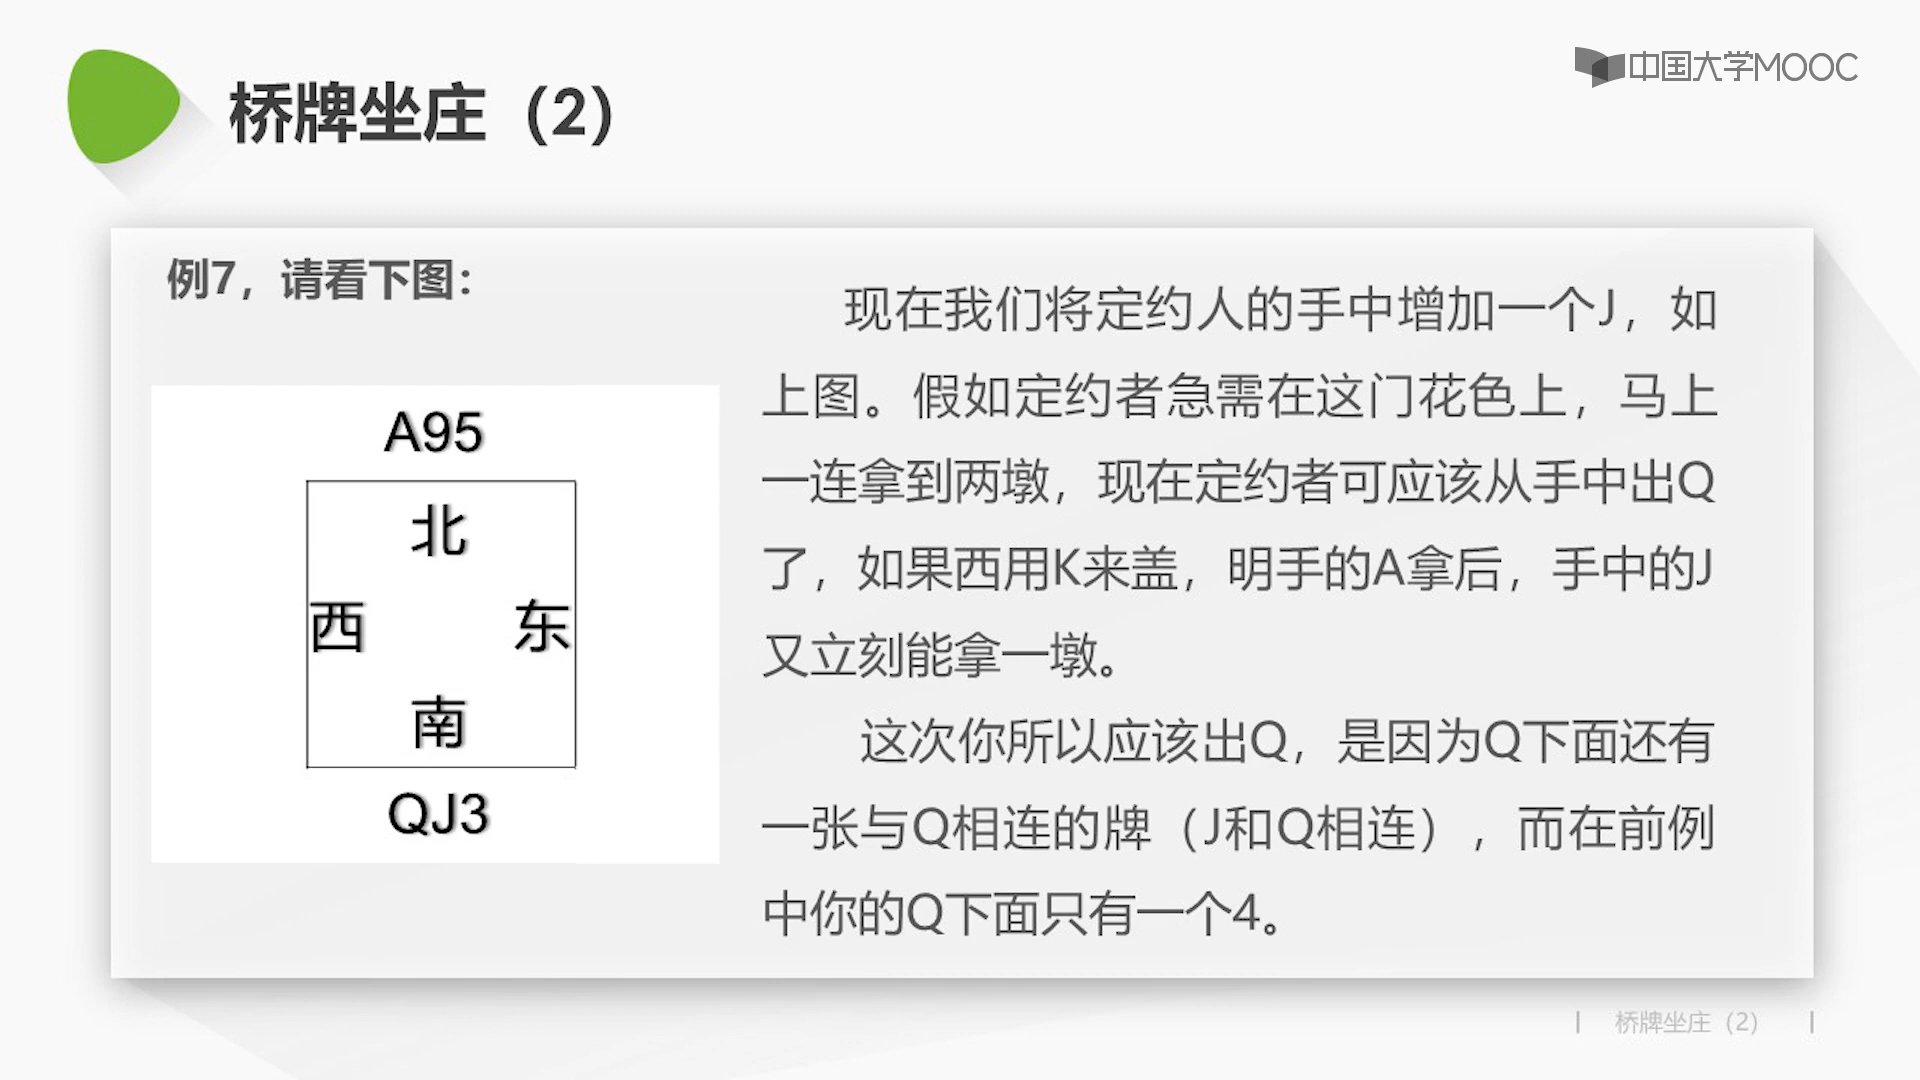 桥牌坐庄（2）
中国大学MOOC
例7，请看下图：
A95
北
西 东
南
QJ3
现在我们将定约人的手中增加一个J，如
上图。假如定约者急需在这门花色上，马上
一连拿到两墩，现在定约者可应该从手中出Q
了，如果西用K来盖，明手的A拿后，手中的J
又立刻能拿一墩。
这次你所以应该出Q，是因为Q下面还有
一张与Q相连的牌（J和Q相连），而在前例
中你的Q下面只有一个4。
| 桥牌坐庄（2） |